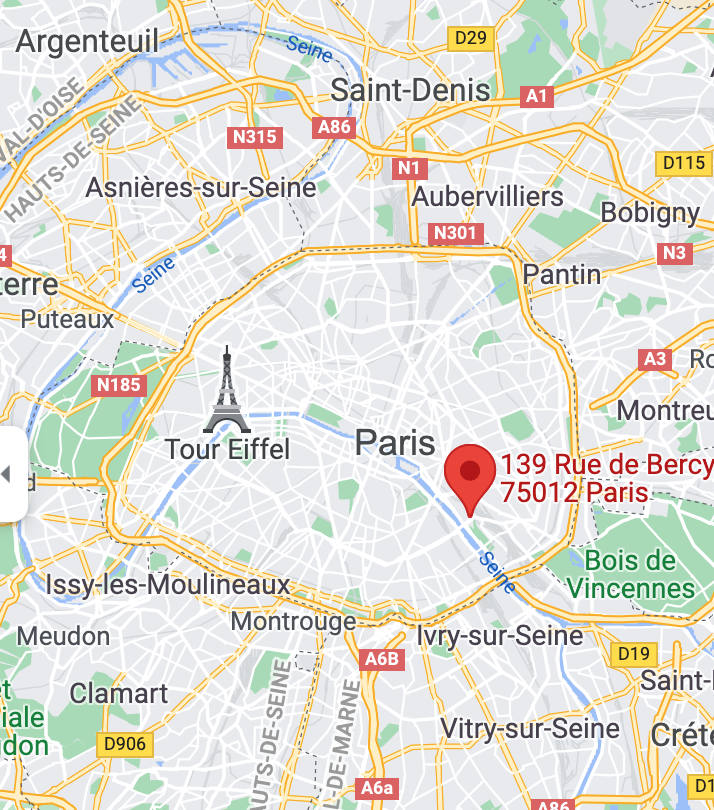 Argenteuil
Seine
D29
Saint-Denis
A1
VAL-D'OISE
HAUTS-DE-SEINE
N315
A86
N1
D115
Asnières-sur-Seine
Aubervilliers
Bobigny
N301
N3
4
Seine
Pantin
terre
Puteaux
A3
Ro
N185
Montreu
Tour Eiffel
Paris
139 Rue de Bercy
75012 Paris
d
Seine
Bois de
Vincennes
Issy-les-Moulineaux
Montrouge
Meudon
Ivry-sur-Seine
A6B
D19
Saint-
et
Clamart
iale
udon
D906
HAUTS-DE-SEINE
L-DE-MARNE
Vitry-sur-Seine
Créte
A6a
D1
A86